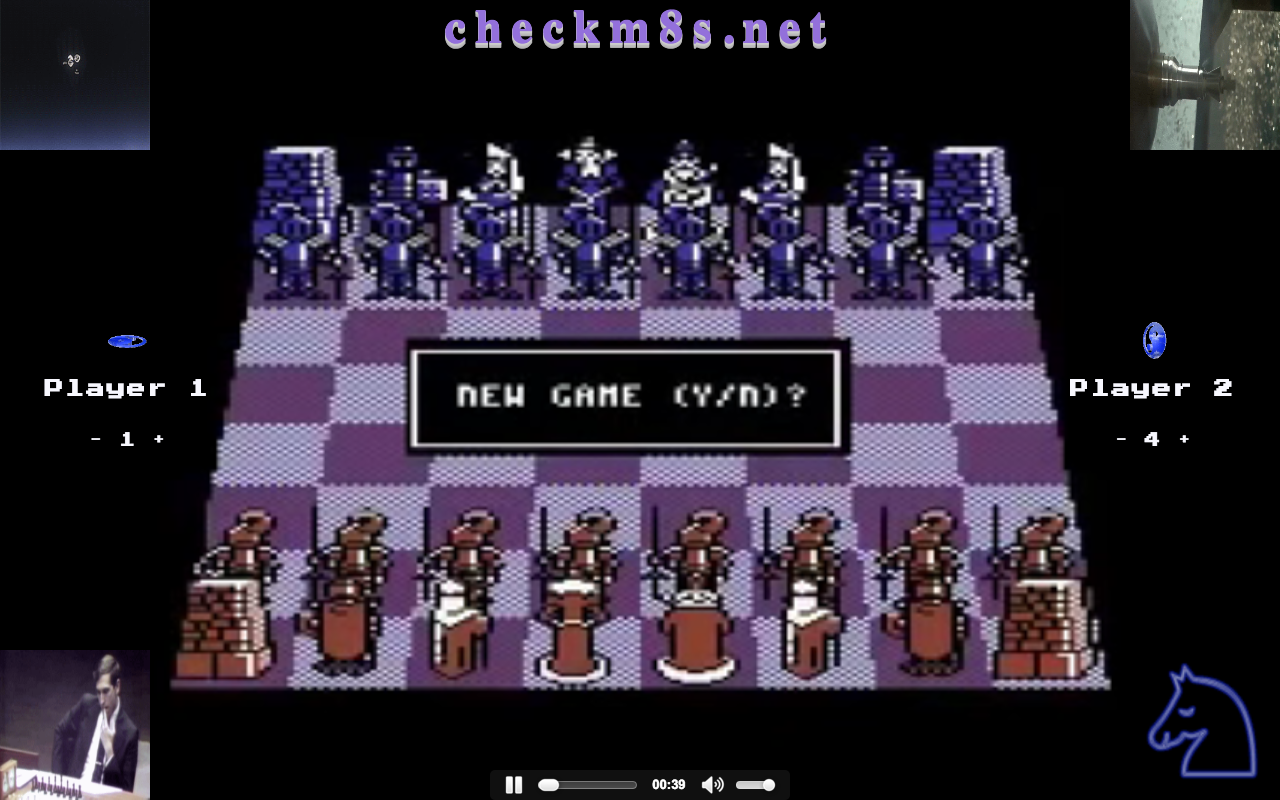 checkm8s.net
NEW GAME (Y/N)?
Player 1
- 1 +
Player 2
- 4 +
00:39